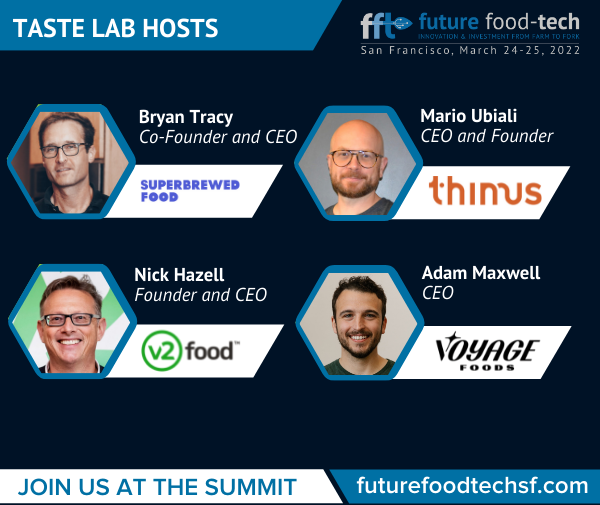 TASTE LAB HOSTS
fft future food-tech
INNOVATION & INVESTMENT FROM FARM TO FORK
San Francisco, March 24-25, 2022
Bryan Tracy
Co-Founder and CEO
SUPERBREWED
FOOD
Mario Ubiali
CEO and Founder
thimus
Nick Hazell
Founder and CEO
v2 food™
Adam Maxwell
CEO
VOYAGE
FOODS
JOIN US AT THE SUMMIT
futurefoodtechsf.com